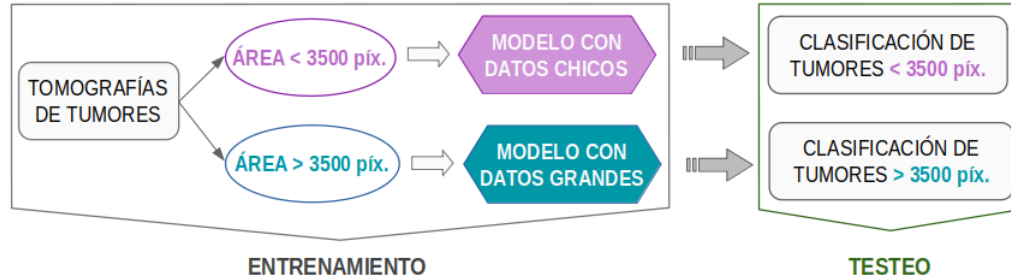 TOMOGRAFÍAS
DE TUMORES
ÁREA < 3500 píx.
MODELO CON
DATOS CHICOS
CLASIFICACIÓN DE
TUMORES < 3500 píx.
ÁREA > 3500 píx.
MODELO CON
DATOS GRANDES
CLASIFICACIÓN DE
TUMORES > 3500 píx.
ENTRENAMIENTO
TESTEO